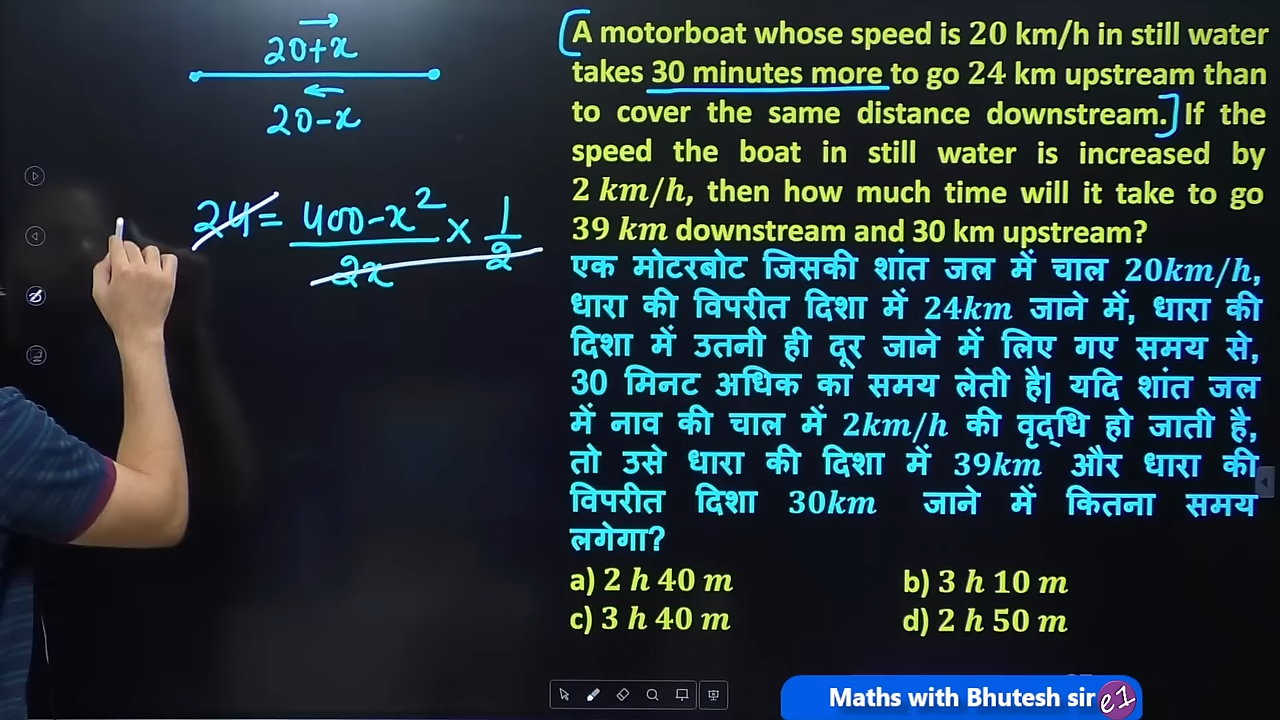 20+x
20-x
24 = 400-x² × 1
2x 2
A motorboat whose speed is 20 km/h in still water
takes 30 minutes more to go 24 km upstream than
to cover the same distance downstream.] If the
speed the boat in still water is increased by
2 km/h, then how much time will it take to go
39 km downstream and 30 km upstream?
एक मोटरबोट जिसकी शांत जल में चाल 20km/h,
धारा की विपरीत दिशा में 24km जाने में, धारा की
दिशा में उतनी ही दूर जाने में लिए गए समय से,
30 मिनट अधिक का समय लेती है| यदि शांत जल
में नाव की चाल में 2km/h की वृद्धि हो जाती है,
तो उसे धारा की दिशा में 39km और धारा की
विपरीत दिशा 30km जाने में कितना समय
लगेगा?
a) 2 h 40 m b) 3 h 10 m
c) 3 h 40 m d) 2 h 50 m
Maths with Bhutesh sir e1